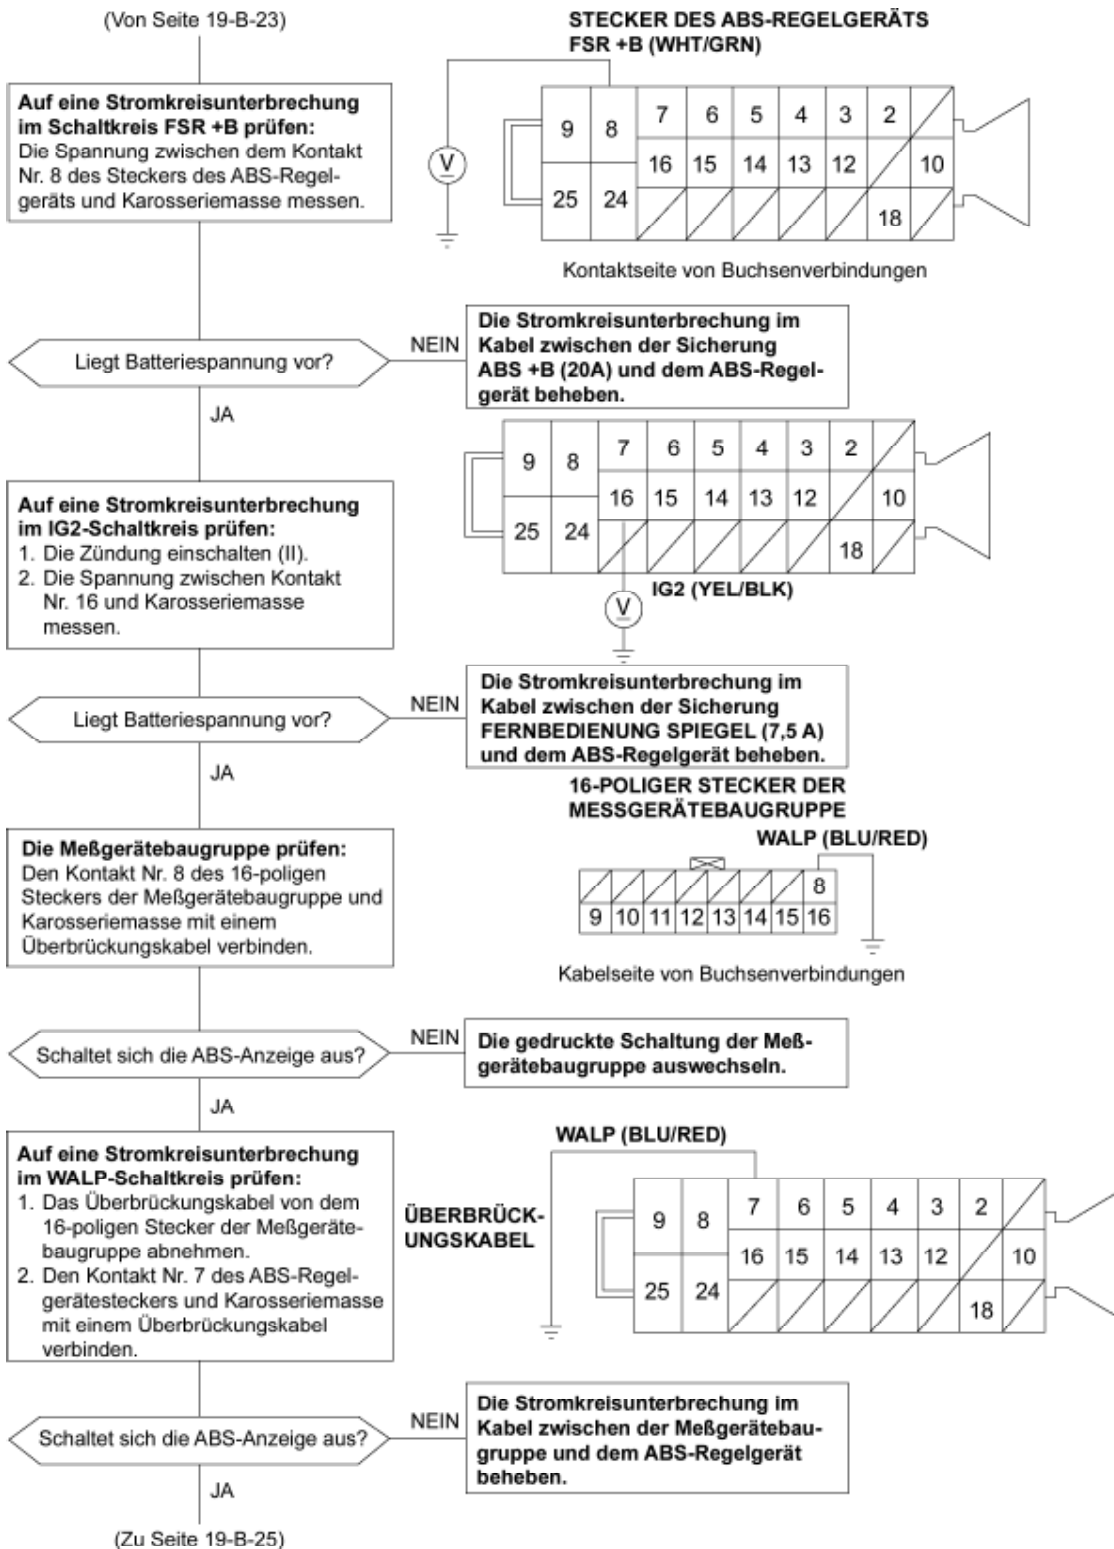 (Von Seite 19-B-23)
STECKER DES ABS-REGELGERÄTS
FSR +B (WHT/GRN)
Auf eine Stromkreisunterbrechung
im Schaltkreis FSR +B prüfen:
Die Spannung zwischen dem Kontakt
Nr. 8 des Steckers des ABS-Regel-
geräts und Karosseriemasse messen.
V
9 8 7 6 5 4 3 2
16 15 14 13 12 10
25 24 18
Kontaktseite von Buchsenverbindungen
Liegt Batteriespannung vor?
NEIN
Die Stromkreisunterbrechung im
Kabel zwischen der Sicherung
ABS +B (20A) und dem ABS-Regel-
gerät beheben.
JA
Auf eine Stromkreisunterbrechung
im IG2-Schaltkreis prüfen:
1. Die Zündung einschalten (II).
2. Die Spannung zwischen Kontakt
Nr. 16 und Karosseriemasse
messen.
9 8 7 6 5 4 3 2
16 15 14 13 12 10
25 24 18
IG2 (YEL/BLK)
V
Liegt Batteriespannung vor?
NEIN
Die Stromkreisunterbrechung im
Kabel zwischen der Sicherung
FERNBEDIENUNG SPIEGEL (7,5 A)
und dem ABS-Regelgerät beheben.
JA
16-POLIGER STECKER DER
MESSGERÄTEBAUGRUPPE
WALP (BLU/RED)
Die Meßgerätebaugruppe prüfen:
Den Kontakt Nr. 8 des 16-poligen
Steckers der Meßgerätebaugruppe und
Karosseriemasse mit einem
Überbrückungskabel verbinden.
8
9 10 11 12 13 14 15 16
Kabelseite von Buchsenverbindungen
Schaltet sich die ABS-Anzeige aus?
NEIN
Die gedruckte Schaltung der Meß-
gerätebaugruppe auswechseln.
JA
Auf eine Stromkreisunterbrechung
im WALP-Schaltkreis prüfen:
1. Das Überbrückungskabel von dem
16-poligen Stecker der Meßgeräte-
baugruppe abnehmen.
2. Den Kontakt Nr. 7 des ABS-Regel-
gerätesteckers und Karosseriemasse
mit einem Überbrückungskabel
verbinden.
WALP (BLU/RED)
ÜBERBRÜCK-
UNGSKABEL
9 8 7 6 5 4 3 2
16 15 14 13 12 10
25 24 18
Schaltet sich die ABS-Anzeige aus?
NEIN
Die Stromkreisunterbrechung im
Kabel zwischen der Meßgerätebau-
gruppe und dem ABS-Regelgerät
beheben.
JA
(Zu Seite 19-B-25)